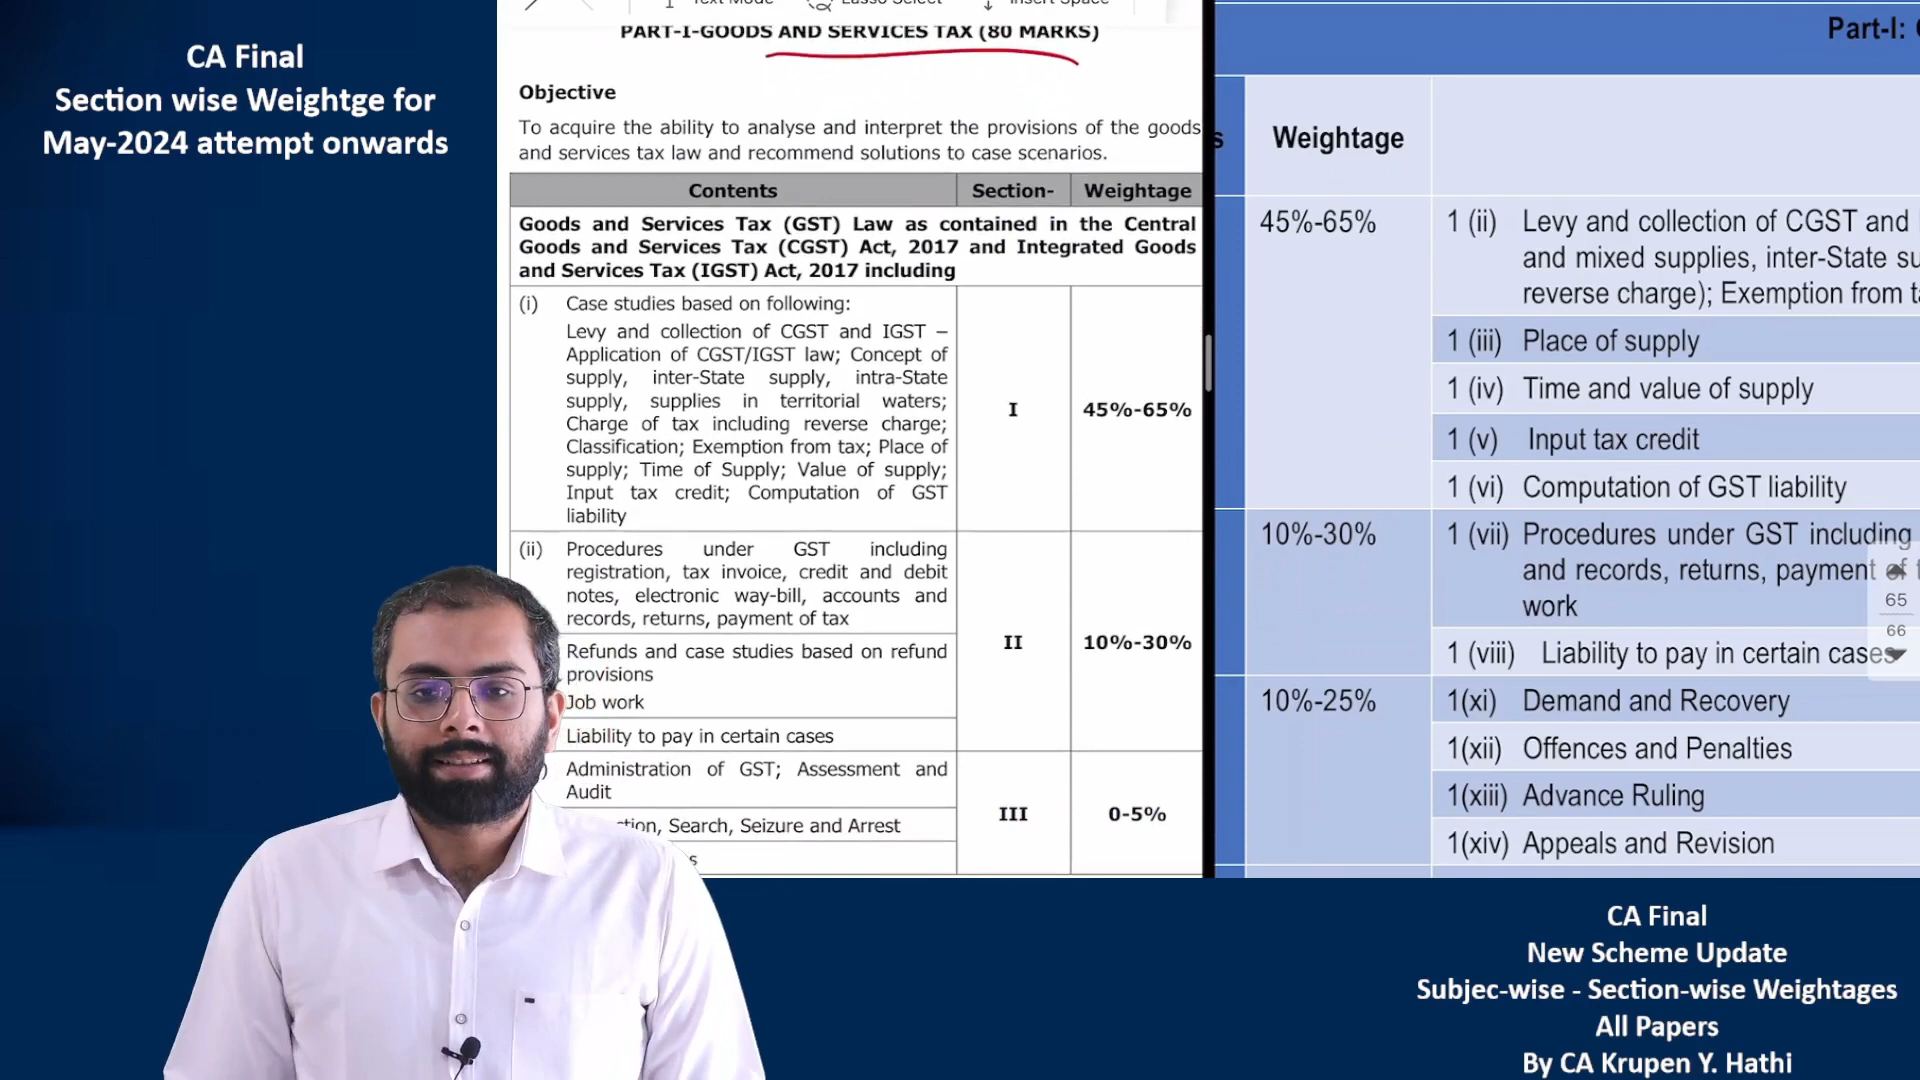 CA Final
Section wise Weightge for
May-2024 attempt onwards
Text Mode
Lasso Select
Insert Space
PART-I-GOODS AND SERVICES TAX (80 MARKS)
Objective
To acquire the ability to analyse and interpret the provisions of the goods
and services tax law and recommend solutions to case scenarios.
Contents Section- Weightage
Goods and Services Tax (GST) Law as contained in the Central
Goods and Services Tax (CGST) Act, 2017 and Integrated Goods
and Services Tax (IGST) Act, 2017 including
(i) Case studies based on following:
Levy and collection of CGST and IGST –
Application of CGST/IGST law; Concept of
supply, inter-State supply, intra-State
supply, supplies in territorial waters;
Charge of tax including reverse charge;
Classification; Exemption from tax; Place of
supply; Time of Supply; Value of supply;
Input tax credit; Computation of GST
liability
I 45%-65%
(ii) Procedures under GST including
registration, tax invoice, credit and debit
notes, electronic way-bill, accounts and
records, returns, payment of tax
Refunds and case studies based on refund
provisions
Job work
Liability to pay in certain cases
II 10%-30%
Administration of GST; Assessment and
Audit
Search, Seizure and Arrest
III 0-5%
Part-I:
Weightage
45%-65%
1 (ii) Levy and collection of CGST and
and mixed supplies, inter-State
reverse charge); Exemption from
1 (iii) Place of supply
1 (iv) Time and value of supply
1 (v) Input tax credit
1 (vi) Computation of GST liability
10%-30%
1 (vii) Procedures under GST including
and records, returns, payment of
work
1 (viii) Liability to pay in certain cases
65
66
10%-25%
1(xi) Demand and Recovery
1(xii) Offences and Penalties
1(xiii) Advance Ruling
1(xiv) Appeals and Revision
CA Final
New Scheme Update
Subjec-wise - Section-wise Weightages
All Papers
By CA Krupen Y. Hathi